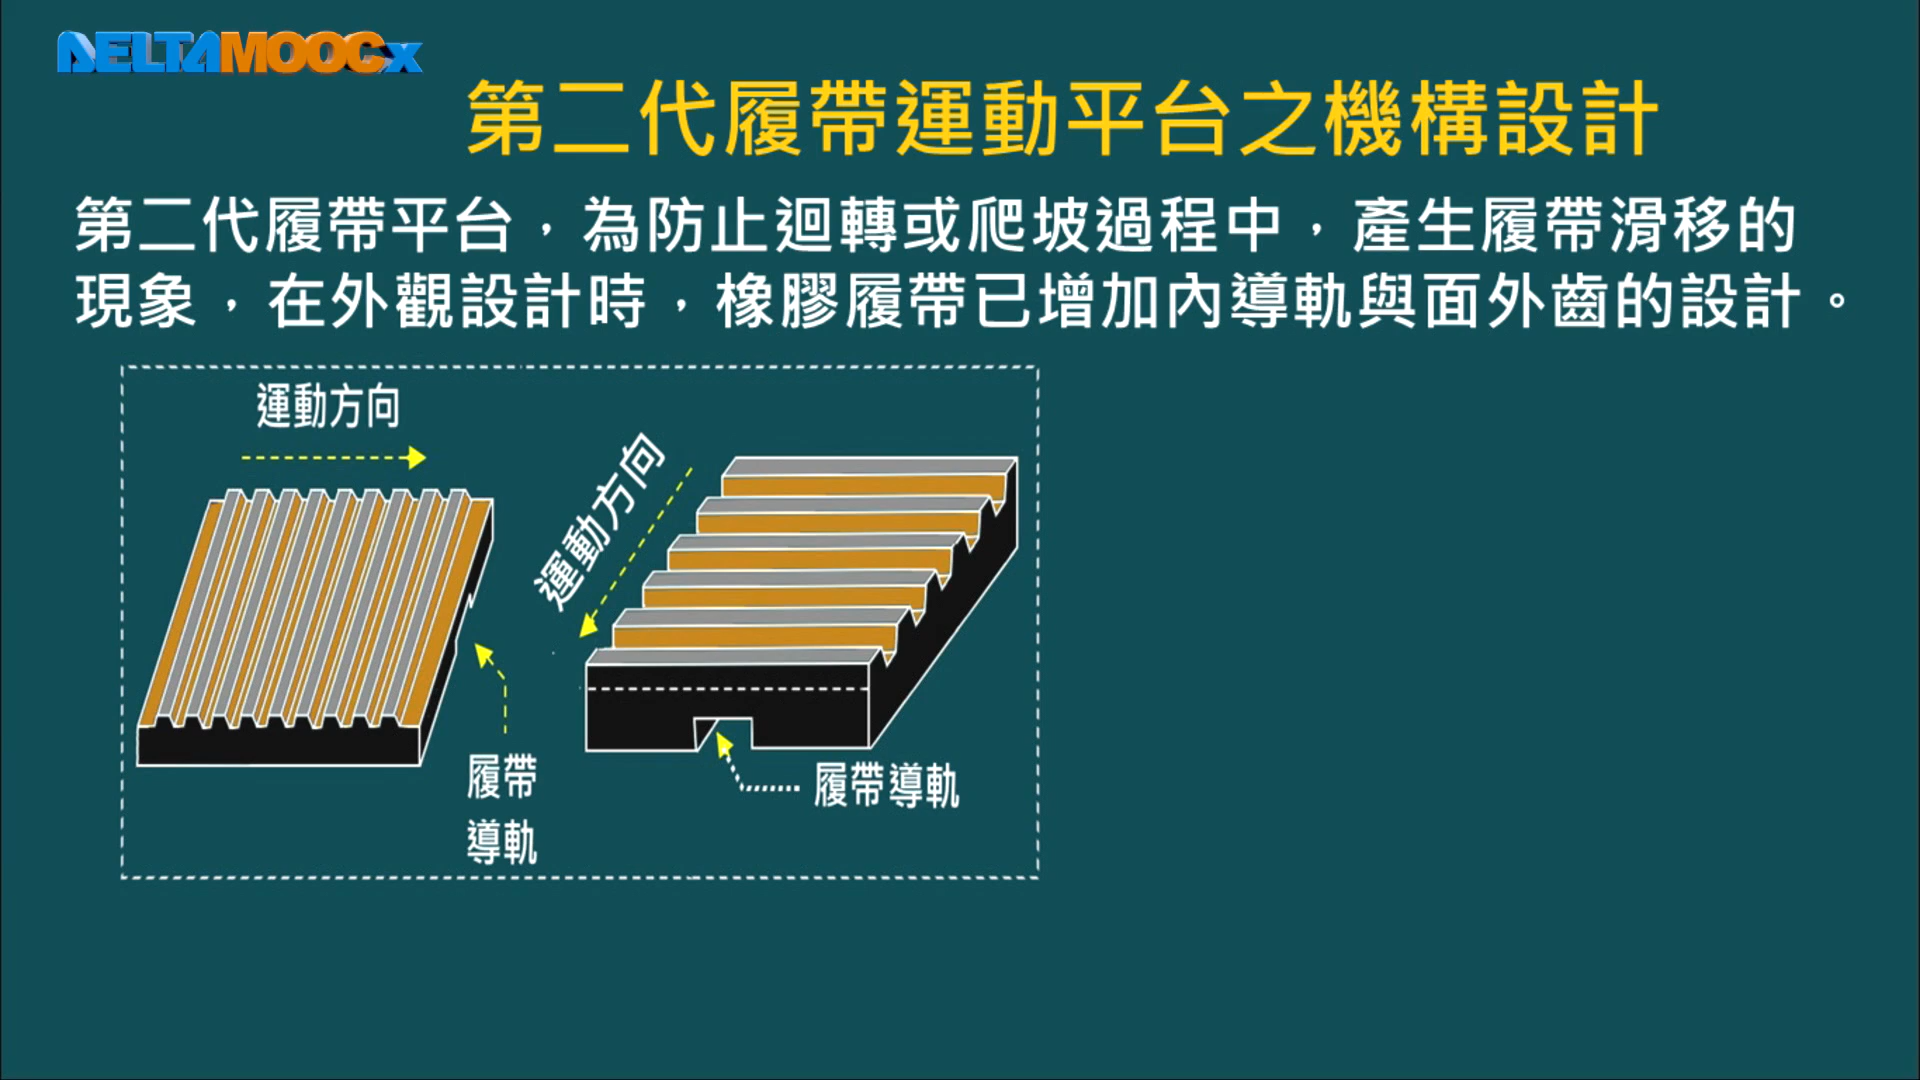 DELTAMOOCx
第二代履帶運動平台之機構設計
第二代履帶平台，為防止迴轉或爬坡過程中，產生履帶滑移的
現象，在外觀設計時，橡膠履帶已增加內導軌與面外齒的設計。
運動方向
運動方向
履帶
導軌
履帶導軌